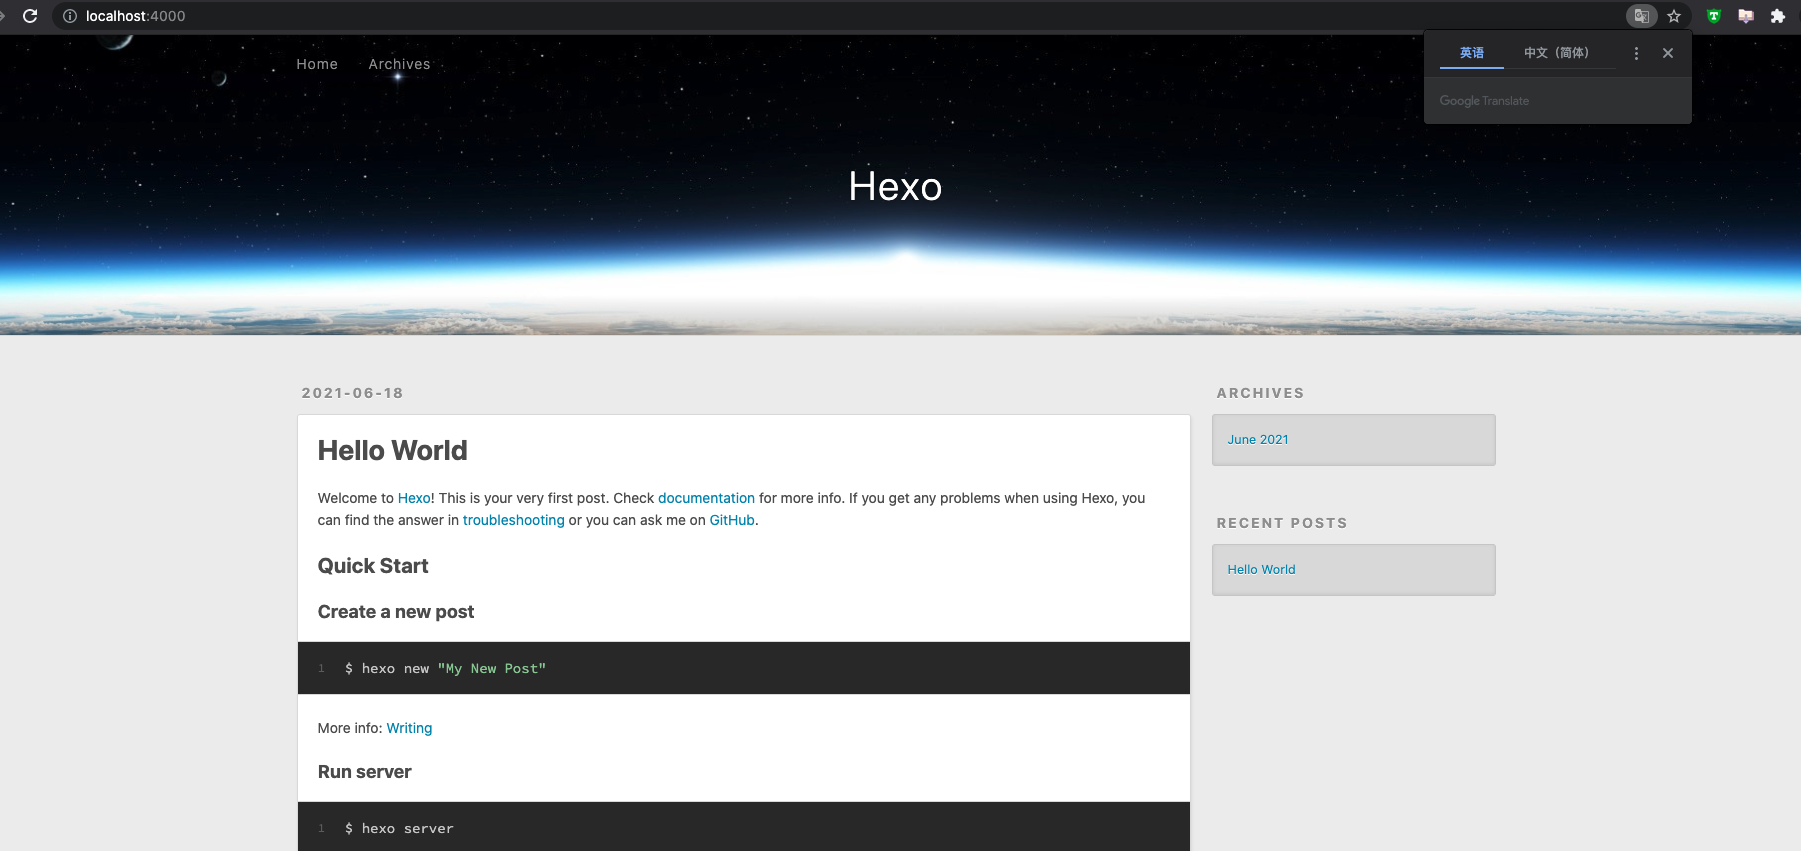 localhost:4000
英语 中文（简体）
Google Translate
Home Archives
Hexo
2021-06-18
Hello World
Welcome to Hexo! This is your very first post. Check documentation for more info. If you get any problems when using Hexo, you
can find the answer in troubleshooting or you can ask me on GitHub.
Quick Start
Create a new post
1 $ hexo new "My New Post"
More info: Writing
Run server
1 $ hexo server
ARCHIVES
June 2021
RECENT POSTS
Hello World